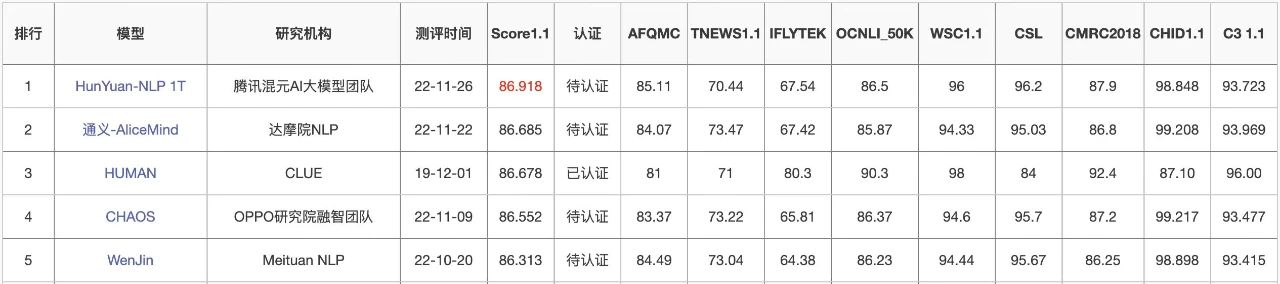 排行 模型 研究机构 测评时间 Score1.1 认证 AFQMC TNEWS1.1 IFLYTEK OCNLI_50K WSC1.1 CSL CMRC2018 CHID1.1 C3 1.1
1 HunYuan-NLP 1T 腾讯混元AI大模型团队 22-11-26 86.918 待认证 85.11 70.44 67.54 86.5 96 96.2 87.9 98.848 93.723
2 通义-AliceMind 达摩院NLP 22-11-22 86.685 待认证 84.07 73.47 67.42 85.87 94.33 95.03 86.8 99.208 93.969
3 HUMAN CLUE 19-12-01 86.678 已认证 81 71 80.3 90.3 98 84 92.4 87.10 96.00
4 CHAOS OPPO研究院融智团队 22-11-09 86.552 待认证 83.37 73.22 65.81 86.37 94.6 95.7 87.2 99.217 93.477
5 WenJin Meituan NLP 22-10-20 86.313 待认证 84.49 73.04 64.38 86.23 94.44 95.67 86.25 98.898 93.415